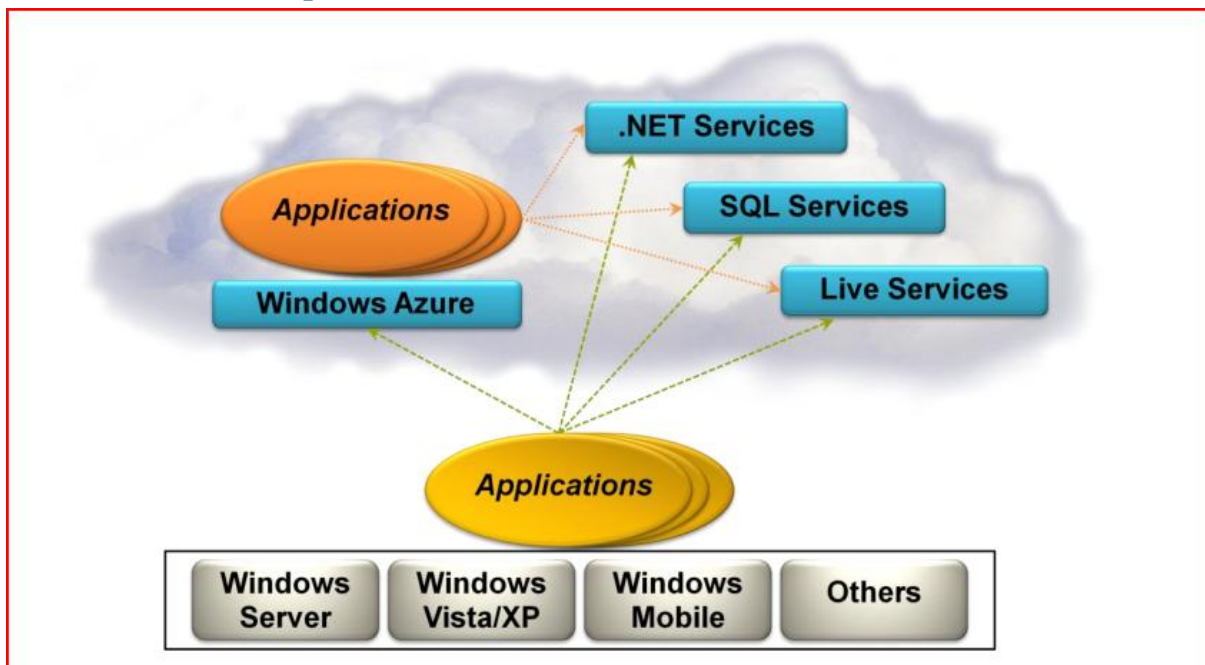 .NET Services
Applications
SQL Services
Windows Azure
Live Services
Applications
Windows
Server
Windows
Vista/XP
Windows
Mobile
Others